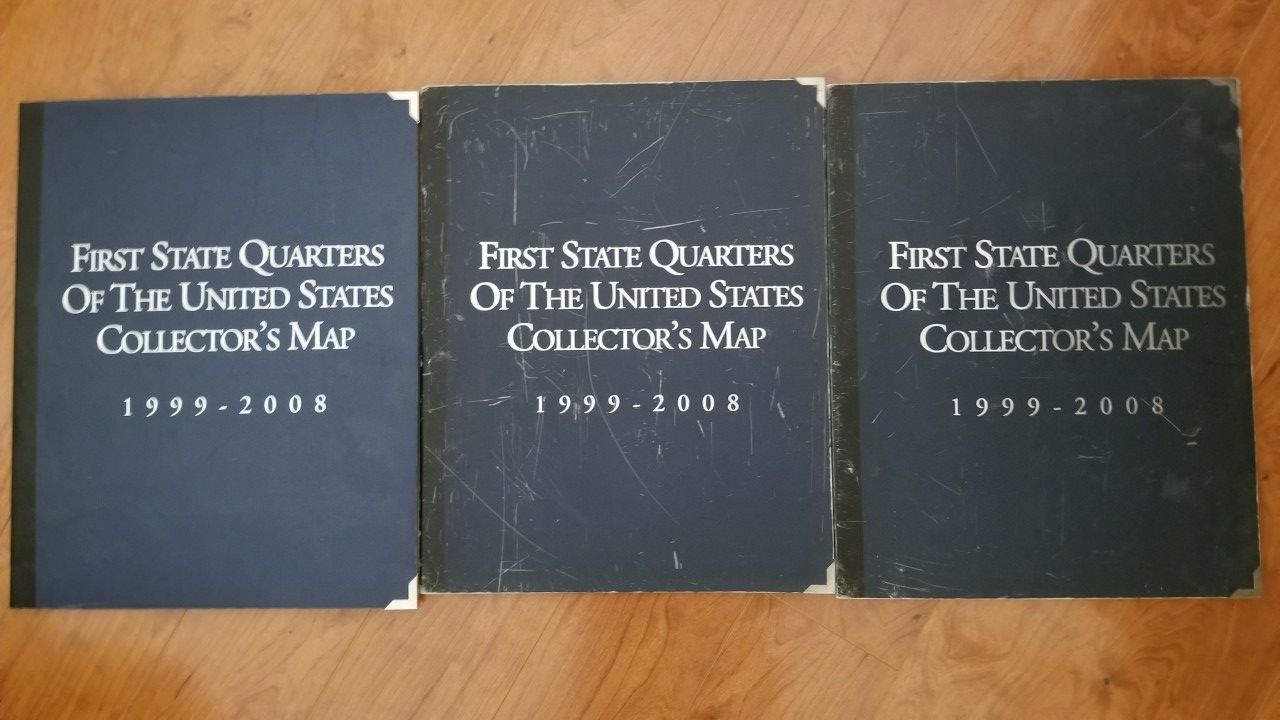 First State Quarters
Of The United States
Collector's Map
1999-2008
First State Quarters
Of The United States
Collector's Map
1999-2008
First State Quarters
Of The United States
Collector's Map
1999-2008